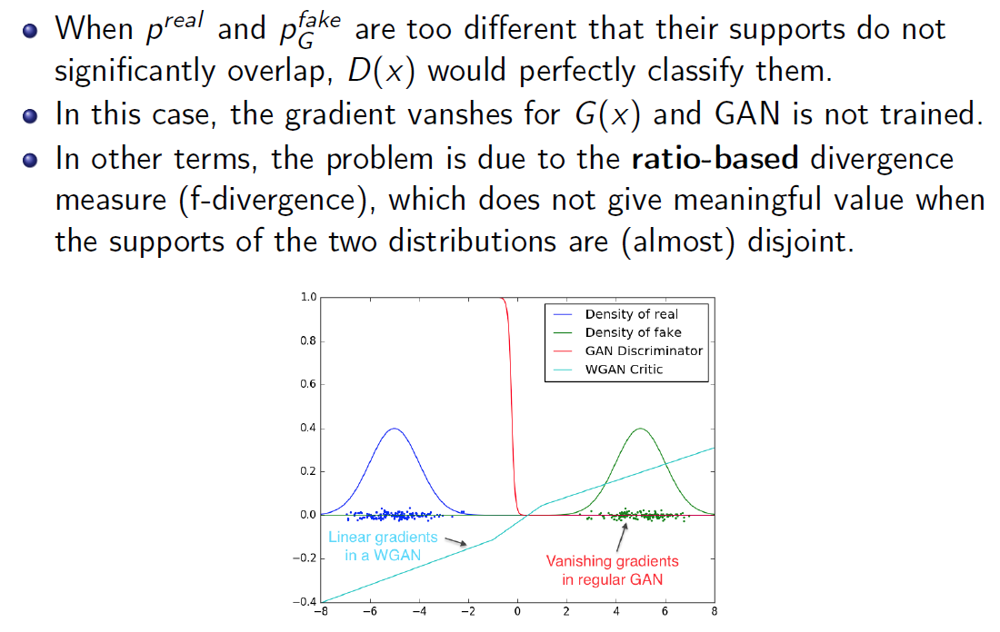 When p^real and p_G^fake are too different that their supports do not
significantly overlap, D(x) would perfectly classify them.
In this case, the gradient vanshes for G(x) and GAN is not trained.
In other terms, the problem is due to the ratio-based divergence
measure (f-divergence), which does not give meaningful value when
the supports of the two distributions are (almost) disjoint.
1.0
0.8
0.6
0.4
0.2
0.0
−0.2
−0.4
Density of real
Density of fake
GAN Discriminator
WGAN Critic
Linear gradients
in a WGAN
Vanishing gradients
in regular GAN
−8 −6 −4 −2 0 2 4 6 8